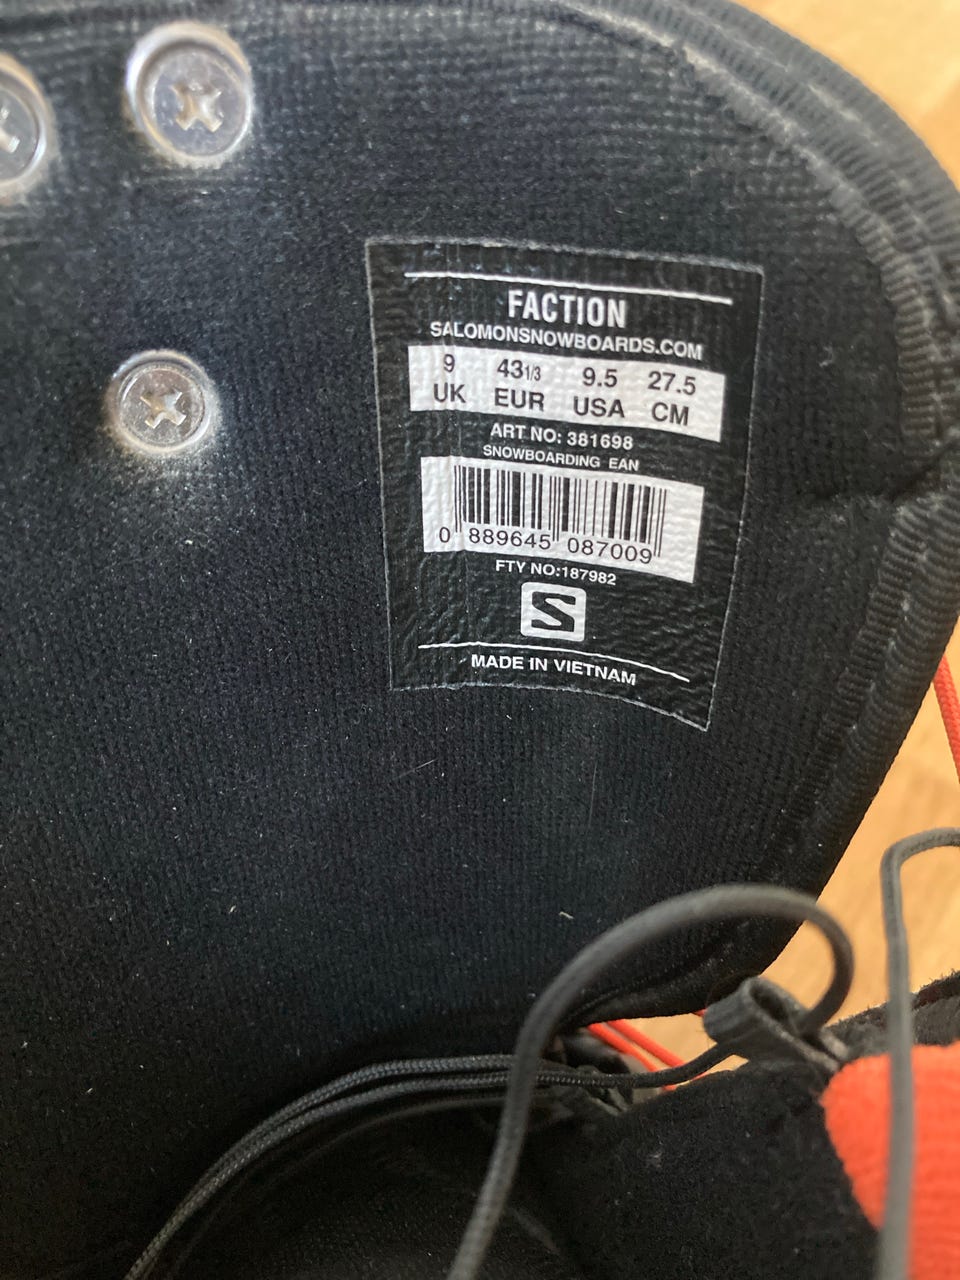 FACTION
SALOMONSNOWBOARDS.COM
9 43 1/3 9.5 27.5
UK EUR USA CM
ART NO: 381698
SNOWBOARDING EAN
0 889645 087009
FTY NO:187982
S
MADE IN VIETNAM